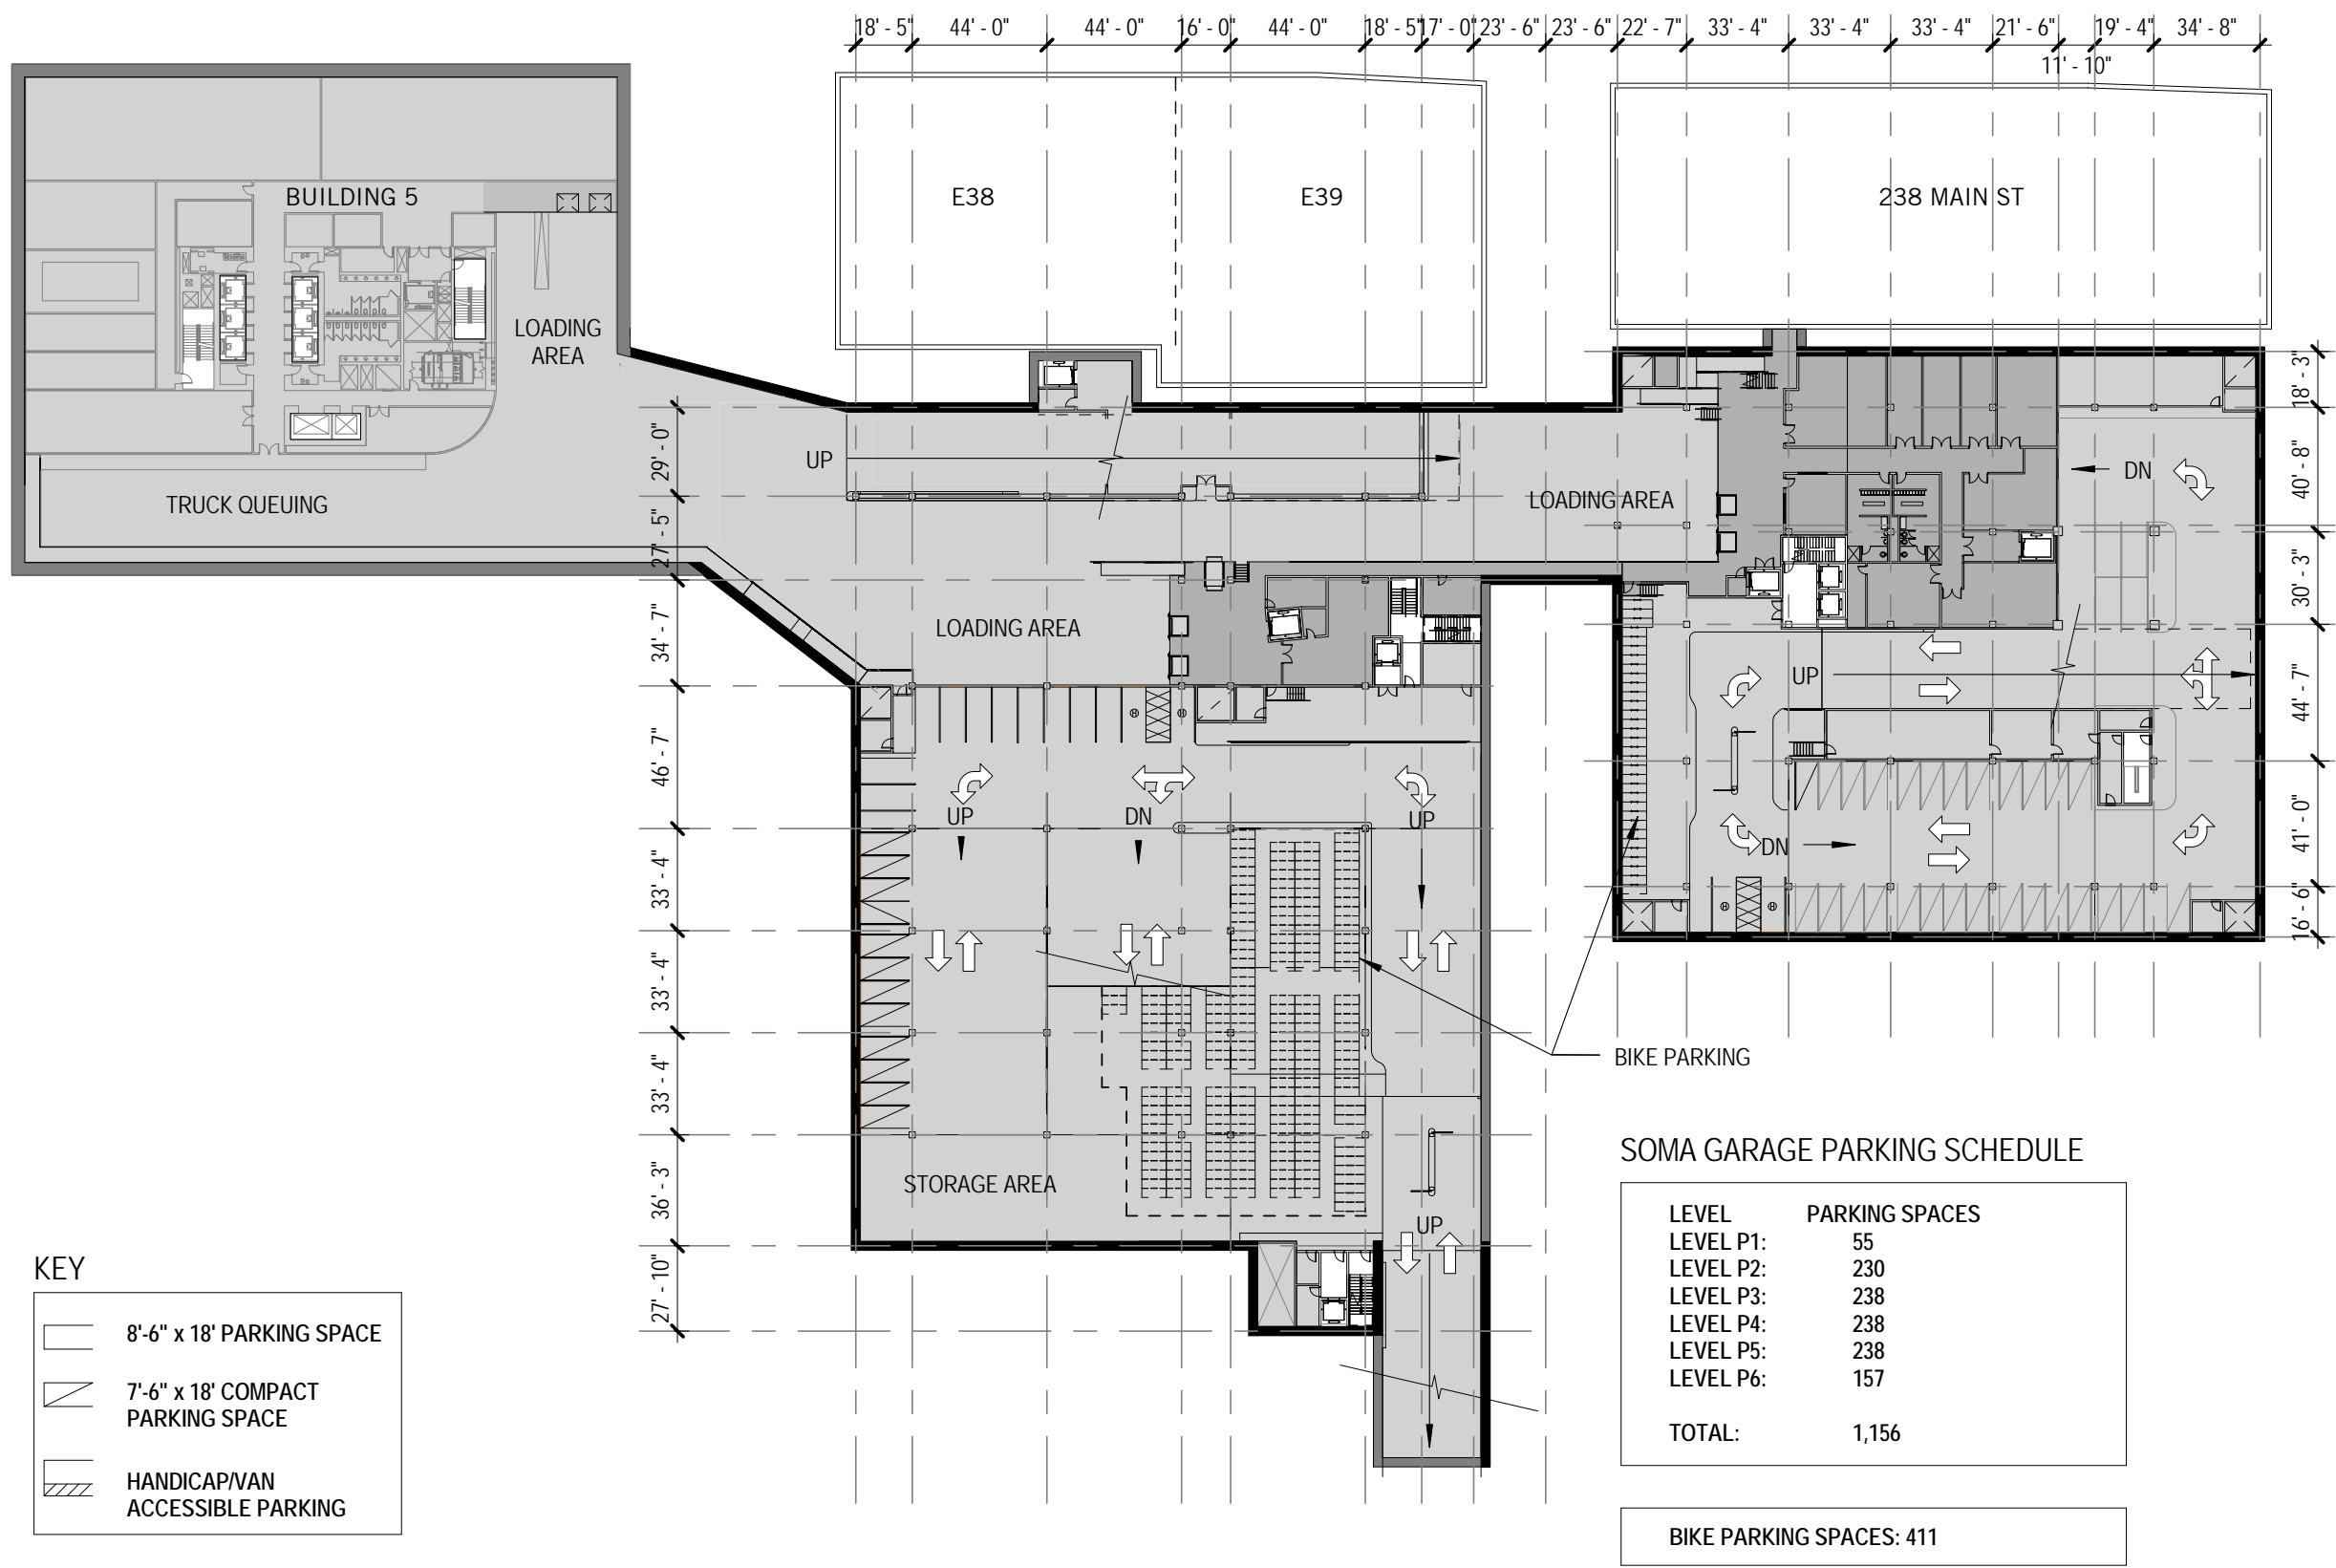 18' - 5" 44' - 0" 44' - 0" 16' - 0" 44' - 0" 18' - 5" 17' - 0" 23' - 6" 23' - 6" 22' - 7" 33' - 4" 33' - 4" 33' - 4" 21' - 6" 19' - 4" 34' - 8"
11' - 10"
BUILDING 5
E38
E39
238 MAIN ST
LOADING
AREA
TRUCK QUEUING
UP
LOADING AREA
DN
LOADING AREA
UP
29' - 0"
27' - 5"
34' - 7"
46' - 7"
33' - 4"
33' - 4"
33' - 4"
36' - 3"
27' - 10"
18' - 3"
40' - 8"
30' - 3"
44' - 7"
41' - 0"
16' - 6"
UP
DN
UP
DN
BIKE PARKING
STORAGE AREA
UP
SOMA GARAGE PARKING SCHEDULE
LEVEL PARKING SPACES
LEVEL P1: 55
LEVEL P2: 230
LEVEL P3: 238
LEVEL P4: 238
LEVEL P5: 238
LEVEL P6: 157
TOTAL: 1,156
BIKE PARKING SPACES: 411
KEY
8'-6" x 18' PARKING SPACE
7'-6" x 18' COMPACT
PARKING SPACE
HANDICAP/VAN
ACCESSIBLE PARKING